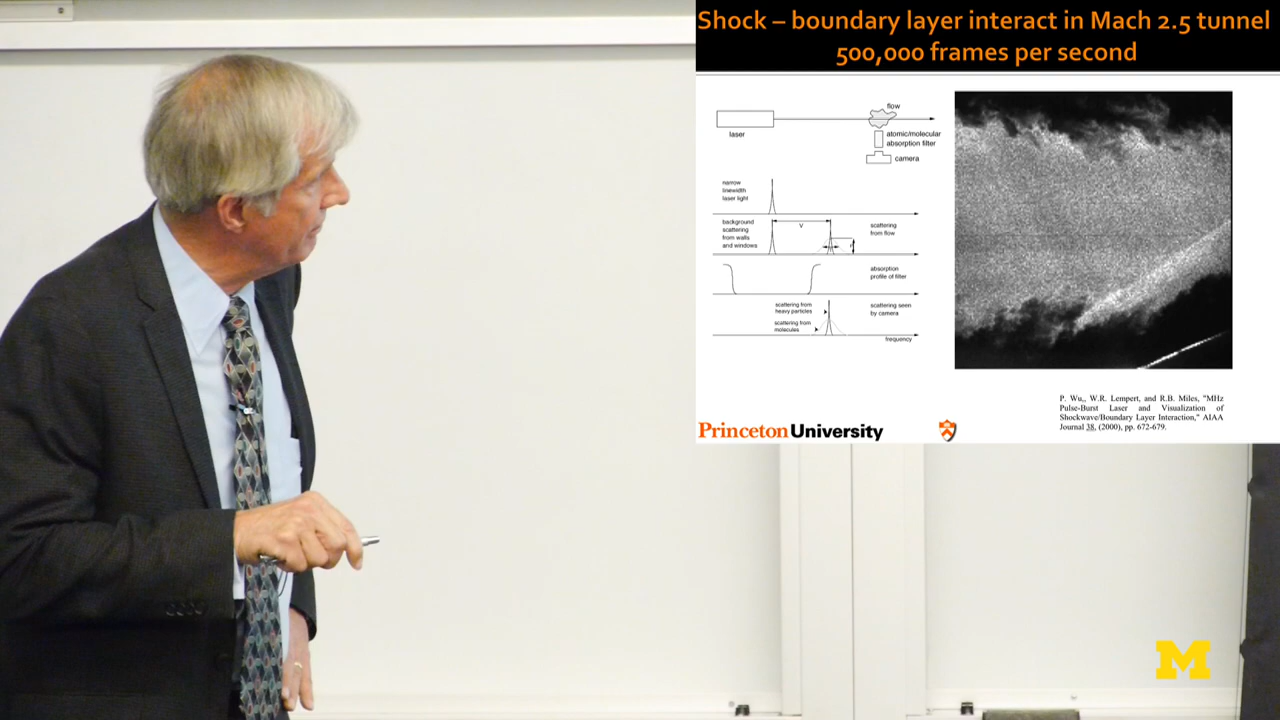 Shock – boundary layer interact in Mach 2.5 tunnel
500,000 frames per second
flow
laser
atomic/molecular
absorption filter
camera
narrow
linewidth
laser light
background
scattering
from walls
and windows
V
scattering
from flow
absorption
profile of filter
scattering from
heavy particles
scattering from
molecules
scattering seen
by camera
frequency
P. Wu,, W.R. Lempert, and R.B. Miles, "MHz
Pulse-Burst Laser and Visualization of
Shockwave/Boundary Layer Interaction," AIAA
Journal 38, (2000), pp. 672-679.
Princeton University
M